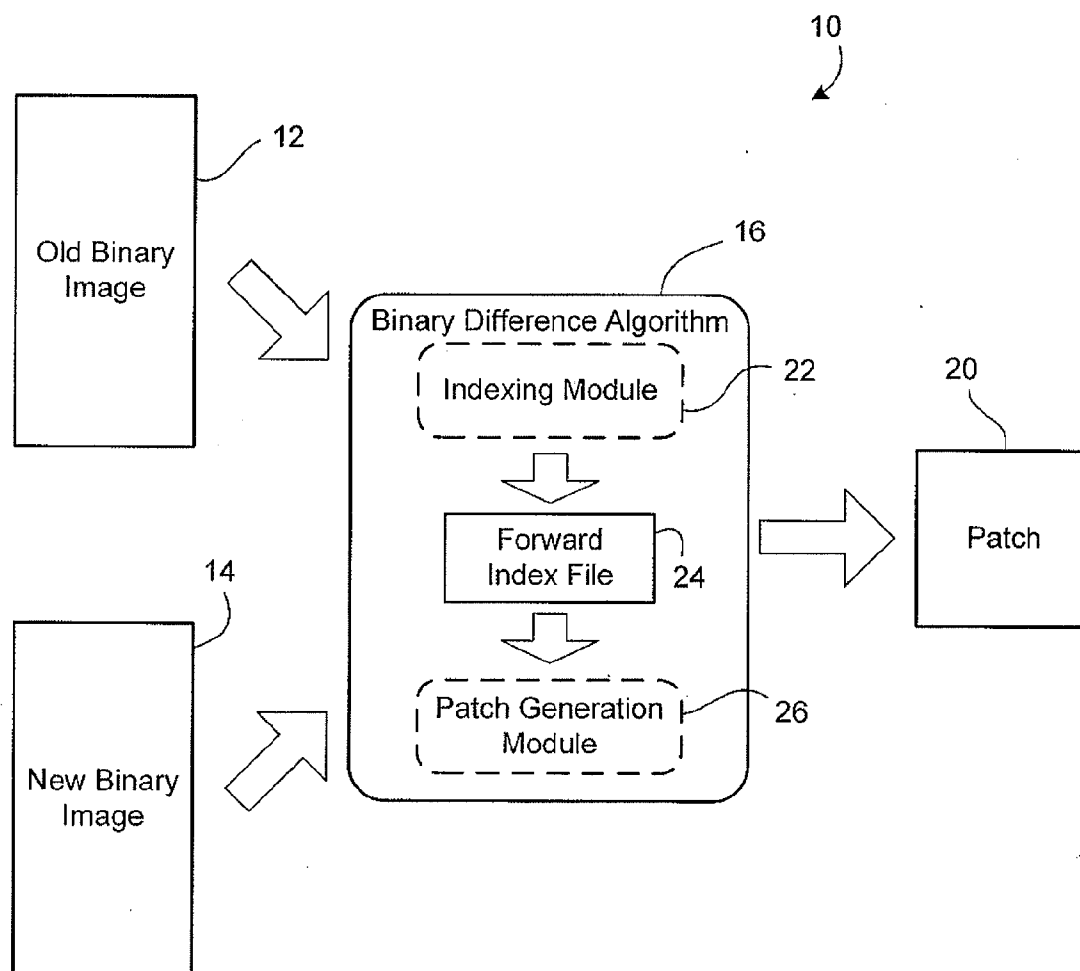 10
12
Old Binary
Image
16
Binary Difference Algorithm
Indexing Module
22
20
Forward
Index File
24
Patch
14
Patch Generation
Module
26
New Binary
Image